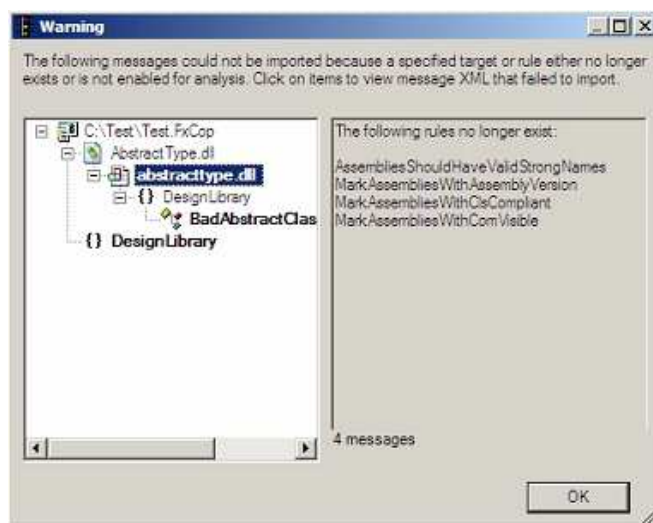 Warning
The following messages could not be imported because a specified target or rule either no longer
exists or is not enabled for analysis. Click on items to view message XML that failed to import.
C:\Test\Test.FxCop
AbstractType.dll
abstracttype.dll
{} DesignLibrary
BadAbstractClas
{} DesignLibrary
The following rules no longer exist:
AssembliesShouldHaveValidStrongNames
MarkAssembliesWithAssemblyVersion
MarkAssembliesWithClsCompliant
MarkAssembliesWithComVisible
4 messages
OK